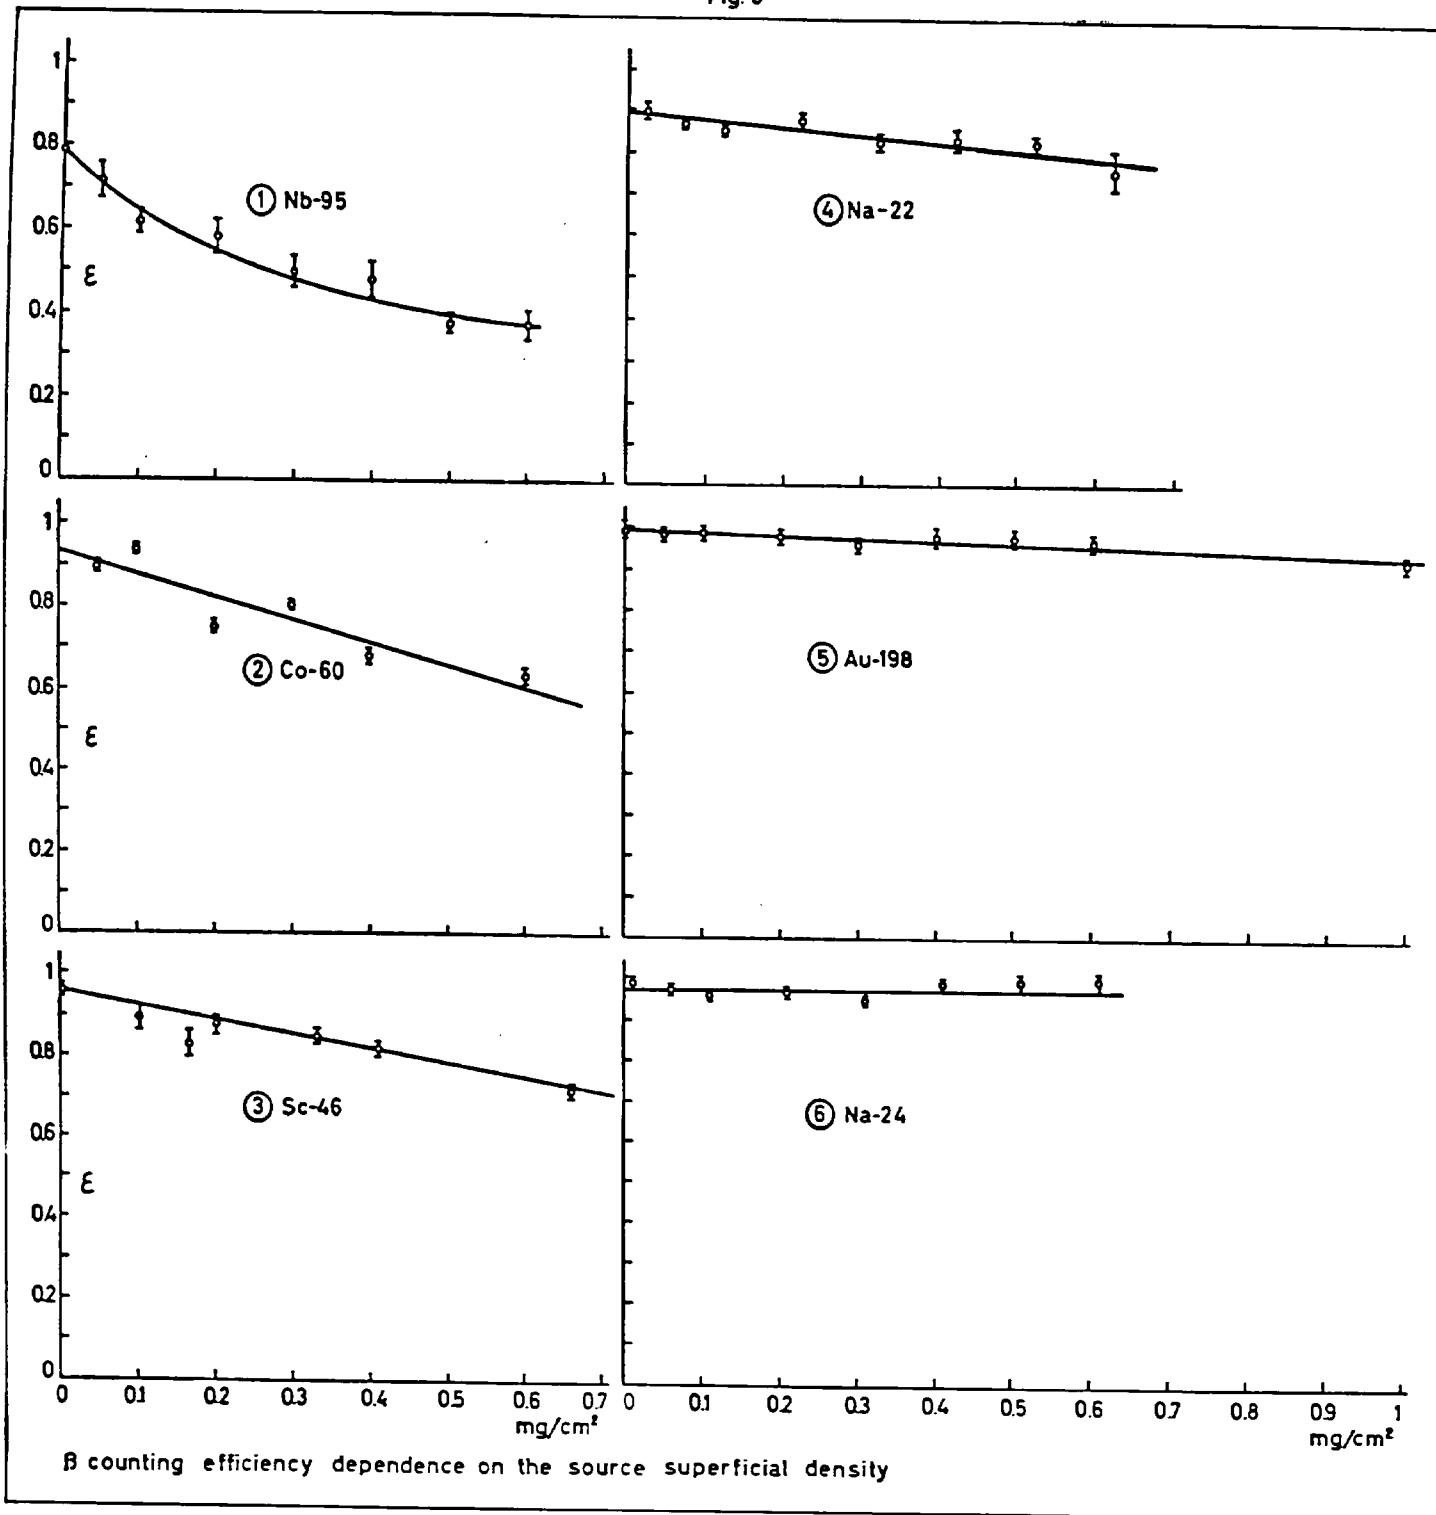 1
0.8
0.6
ε
0.4
0.2
0
① Nb-95
④ Na-22
1
0.8
0.6
ε
0.4
0.2
0
② Co-60
⑤ Au-198
1
0.8
0.6
ε
0.4
0.2
0
③ Sc-46
⑥ Na-24
0 0.1 0.2 0.3 0.4 0.5 0.6 0.7
mg/cm²
0 0.1 0.2 0.3 0.4 0.5 0.6 0.7 0.8 0.9 1
mg/cm²
β counting efficiency dependence on the source superficial density